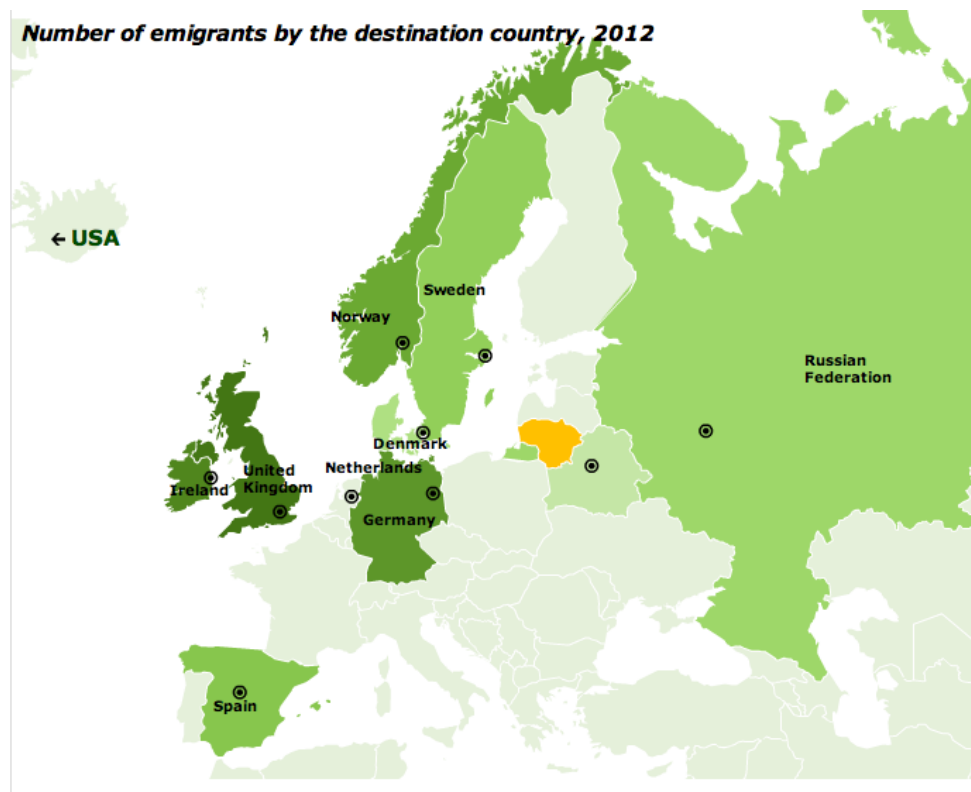 Number of emigrants by the destination country, 2012
← USA
Sweden
Norway
Russian
Federation
Denmark
Netherlands
United
Kingdom
Ireland
Germany
Spain